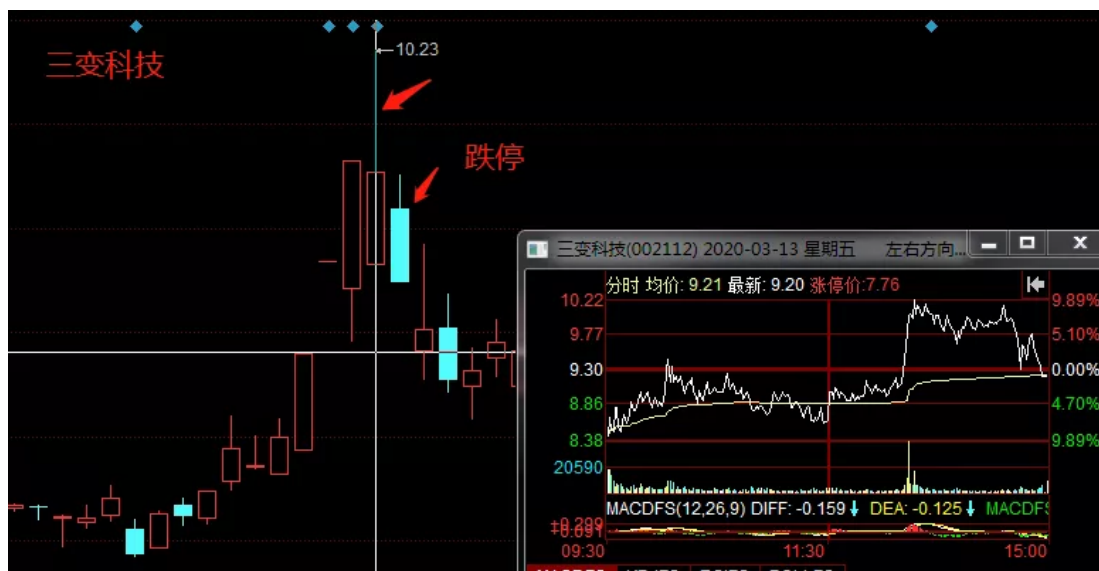 10.23
三变科技
跌停
三变科技(002112) 2020-03-13 星期五 左右方向...
分时 均价: 9.21 最新: 9.20 涨停价:7.76
10.22 9.89%
9.77 5.10%
9.30 0.00%
8.86 4.70%
8.38 9.89%
20590
MACDFS(12,26,9) DIFF: -0.159 DEA: -0.125 MACDFS
09:30 11:30 15:00